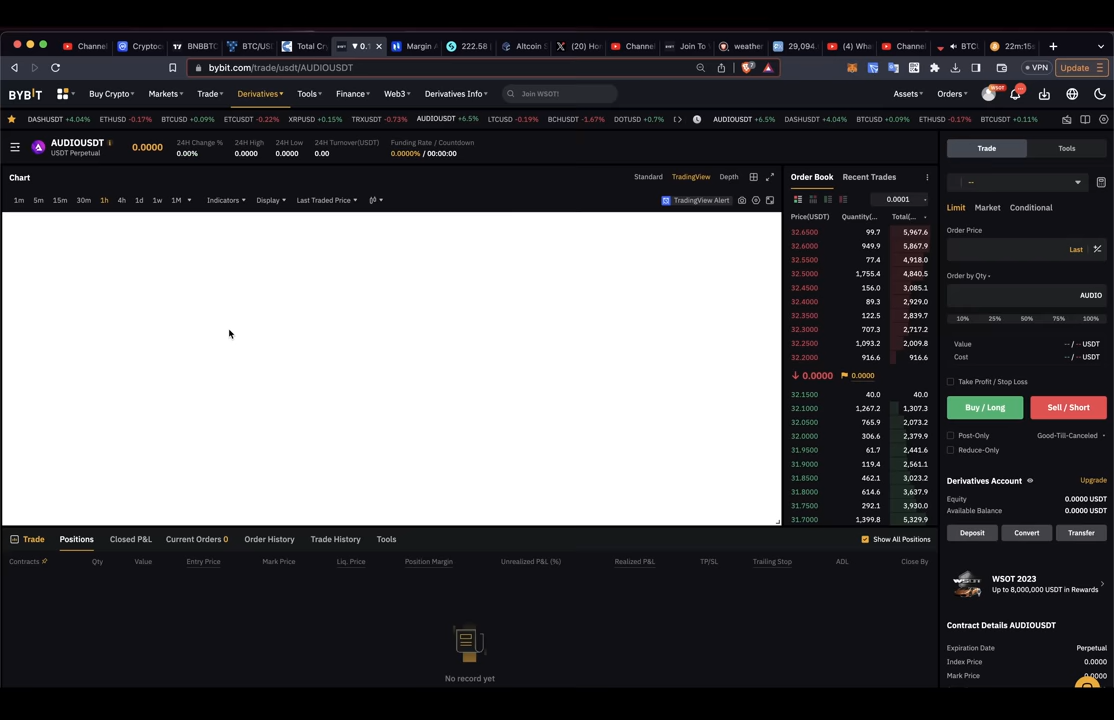 Channel
Cryptoc
BNBBTC
BTC/USD
Total Cry
▼ 0.1
Margin A
222.58
Altcoin S
(20) Ho
Channel
Join To
weather
29,094.
(4) Wha
Channel
BTC
22m:15s
bybit.com/trade/usdt/AUDIOUSDT
VPN
Update
BYBIT
Buy Crypto
Markets
Trade
Derivatives
Tools
Finance
Web3
Derivatives Info
Join WSOT!
Assets
Orders
WSOT
DASHUSDT +4.04% ETHUSD -0.17% BTCUSD +0.09% ETCUSDT -0.22% XRPUSD +0.15% TRXUSDT -0.73% AUDIOUSDT +6.5% LTCUSD -0.19% BCHUSDT -1.67% DOTUSD +0.7%
AUDIOUSDT +6.5% DASHUSDT +4.04% BTCUSD +0.09% ETHUSD -0.17% BTCUSDT +0.11%
AUDIOUSDT
USDT Perpetual
0.0000
24H Change %
0.00%
24H High
0.0000
24H Low
0.0000
24H Turnover(USDT)
0.00
Funding Rate / Countdown
0.0000% / 00:00:00
Chart
Standard
TradingView
Depth
1m 5m 15m 30m 1h 4h 1d 1w 1M
Indicators
Display
Last Traded Price
TradingView Alert
Order Book
Recent Trades
0.0001
Price(USDT) Quantity(... Total(...
32.6500 99.7 5,967.6
32.6000 949.9 5,867.9
32.5500 77.4 4,918.0
32.5000 1,755.4 4,840.5
32.4500 156.0 3,085.1
32.4000 89.3 2,929.0
32.3500 122.5 2,839.7
32.3000 707.3 2,717.2
32.2500 1,093.2 2,009.8
32.2000 916.6 916.6
↓ 0.0000 0.0000
32.1500 40.0 40.0
32.1000 1,267.2 1,307.3
32.0500 765.9 2,073.2
32.0000 306.6 2,379.9
31.9500 61.7 2,441.6
31.9000 119.4 2,561.1
31.8500 462.1 3,023.2
31.8000 614.6 3,637.9
31.7500 292.1 3,930.0
31.7000 1,399.8 5,329.9
Trade
Tools
--
Limit
Market
Conditional
Order Price
Last
Order by Qty
AUDIO
10% 25% 50% 75% 100%
Value -- / -- USDT
Cost -- / -- USDT
Take Profit / Stop Loss
Buy / Long
Sell / Short
Post-Only
Good-Till-Canceled
Reduce-Only
Derivatives Account
Upgrade
Equity 0.0000 USDT
Available Balance 0.0000 USDT
Deposit
Convert
Transfer
WSOT
WSOT 2023
Up to 8,000,000 USDT in Rewards
Contract Details AUDIOUSDT
Expiration Date Perpetual
Index Price 0.0000
Mark Price 0.0000
Trade
Positions
Closed P&L
Current Orders 0
Order History
Trade History
Tools
Show All Positions
Contracts Qty Value Entry Price Mark Price Liq. Price Position Margin Unrealized P&L (%) Realized P&L TP/SL Trailing Stop ADL Close By
No record yet